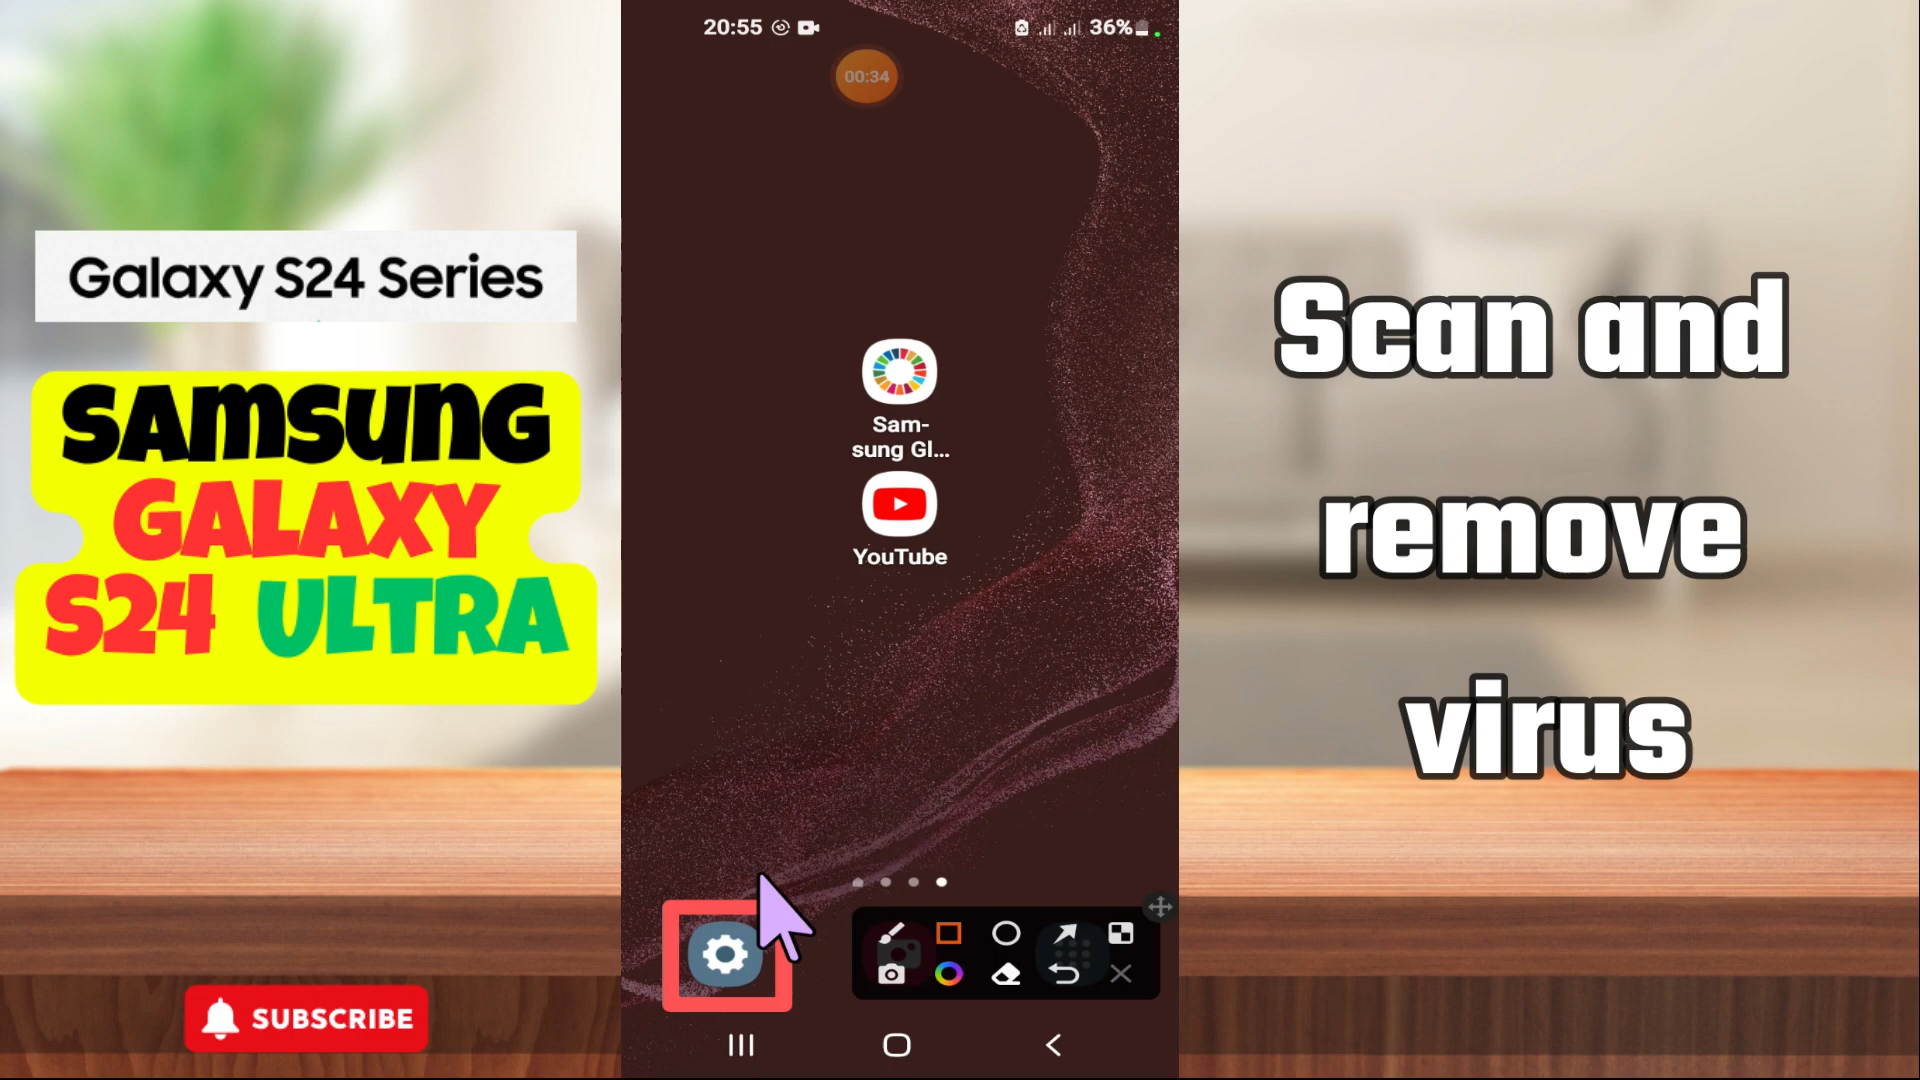 Galaxy S24 Series
SAMSUNG
GALAXY
S24 ULTRA
SUBSCRIBE
20:55
36%
00:34
Sam-
sung Gl...
YouTube
Scan and
remove
virus